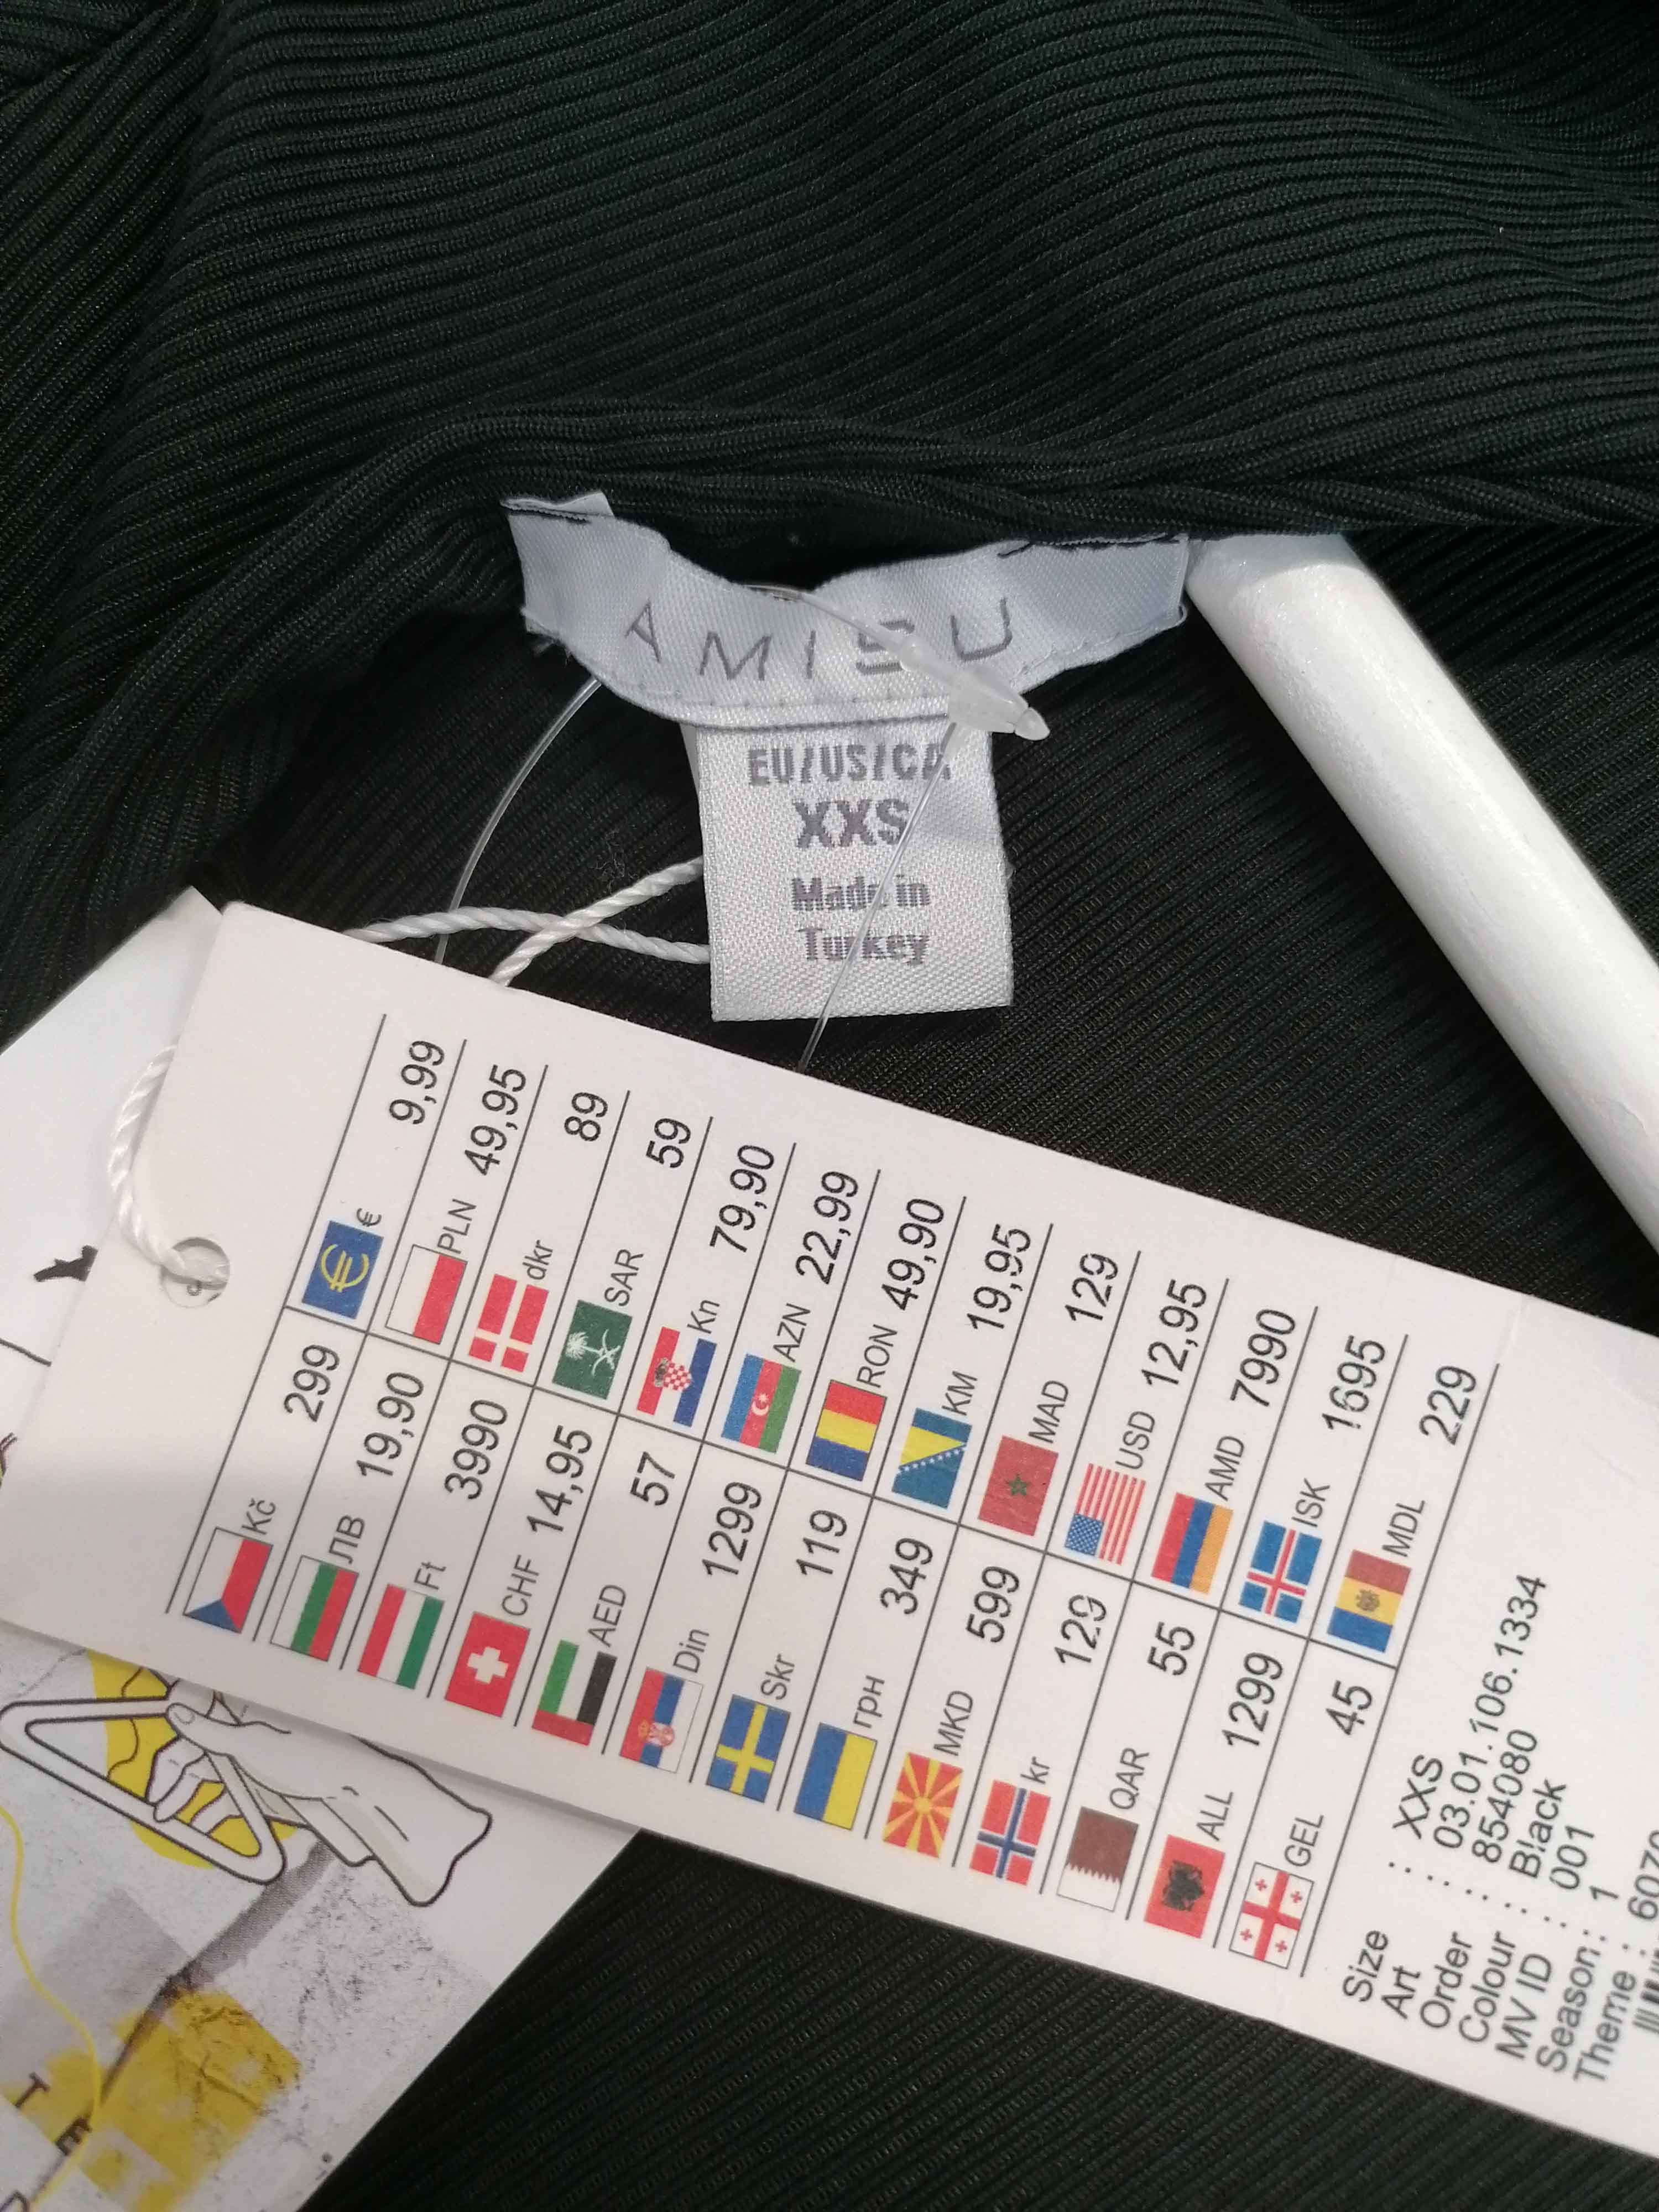 AMISU
EU/US/CA
XXS
Made in
Turkey
€ 9,99
PLN 49,95
dkr 89
SAR 59
Kn 79,90
AZN 22,99
RON 49,90
KM 19,95
MAD 129
USD 12,95
AMD 7990
ISK 1695
MDL 229
Kč 299
ЛВ 19,90
Ft 3990
CHF 14,95
AED 57
Din 1299
Skr 119
грн 349
MKD 599
kr 129
QAR 55
ALL 1299
GEL 45
Size : XXS
Art : 03.01.106.1334
Order : 854080
Colour : Black
MV ID : 001
Season : 1
Theme :